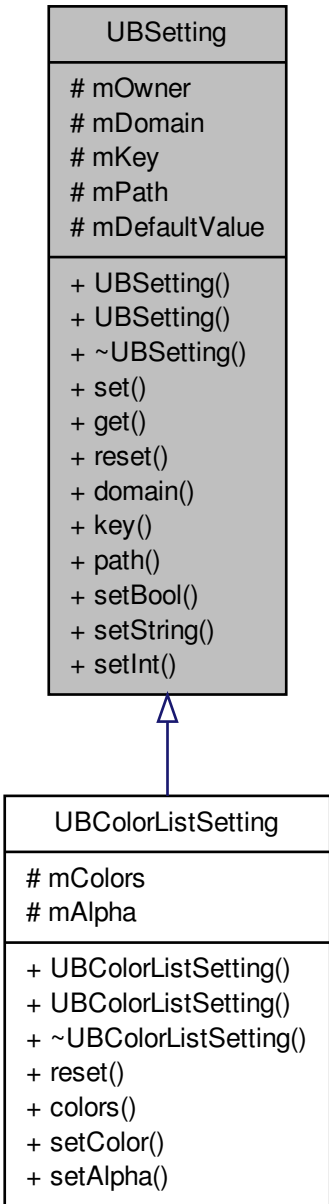 UBSetting
# mOwner
# mDomain
# mKey
# mPath
# mDefaultValue
+ UBSetting()
+ UBSetting()
+ ~UBSetting()
+ set()
+ get()
+ reset()
+ domain()
+ key()
+ path()
+ setBool()
+ setString()
+ setInt()
UBColorListSetting
# mColors
# mAlpha
+ UBColorListSetting()
+ UBColorListSetting()
+ ~UBColorListSetting()
+ reset()
+ colors()
+ setColor()
+ setAlpha()